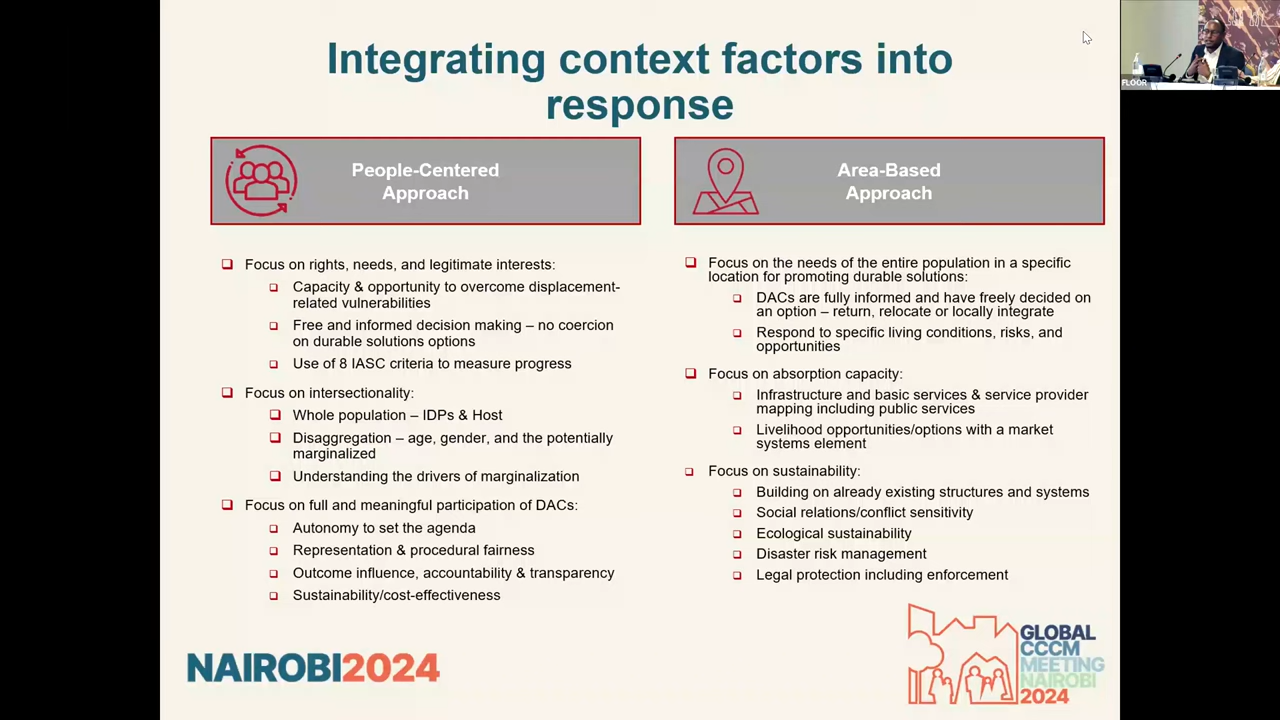 Integrating context factors into
response
FLOOR
People-Centered
Approach
Focus on rights, needs, and legitimate interests:
Capacity & opportunity to overcome displacement-
related vulnerabilities
Free and informed decision making – no coercion
on durable solutions options
Use of 8 IASC criteria to measure progress
Focus on intersectionality:
Whole population – IDPs & Host
Disaggregation – age, gender, and the potentially
marginalized
Understanding the drivers of marginalization
Focus on full and meaningful participation of DACs:
Autonomy to set the agenda
Representation & procedural fairness
Outcome influence, accountability & transparency
Sustainability/cost-effectiveness
Area-Based
Approach
Focus on the needs of the entire population in a specific
location for promoting durable solutions:
DACs are fully informed and have freely decided on
an option – return, relocate or locally integrate
Respond to specific living conditions, risks, and
opportunities
Focus on absorption capacity:
Infrastructure and basic services & service provider
mapping including public services
Livelihood opportunities/options with a market
systems element
Focus on sustainability:
Building on already existing structures and systems
Social relations/conflict sensitivity
Ecological sustainability
Disaster risk management
Legal protection including enforcement
NAIROBI2024
GLOBAL
CCCM
MEETING
NAIROBI
2024